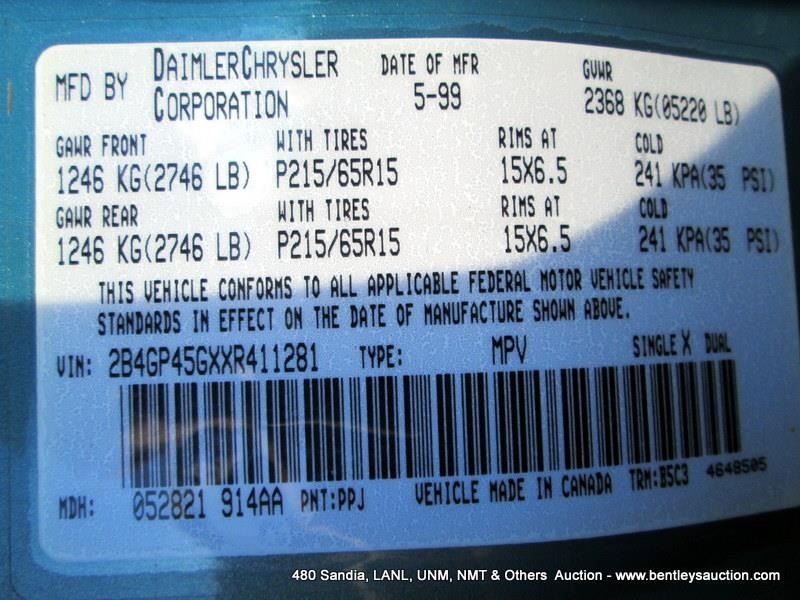 MFD BY DAIMLERCHRYSLER CORPORATION DATE OF MFR 5-99 GVWR 2368 KG(05220 LB)
GAWR FRONT WITH TIRES RIMS AT COLD
1246 KG(2746 LB) P215/65R15 15X6.5 241 KPA(35 PSI)
GAWR REAR WITH TIRES RIMS AT COLD
1246 KG(2746 LB) P215/65R15 15X6.5 241 KPA(35 PSI)
THIS VEHICLE CONFORMS TO ALL APPLICABLE FEDERAL MOTOR VEHICLE SAFETY
STANDARDS IN EFFECT ON THE DATE OF MANUFACTURE SHOWN ABOVE.
VIN: 2B4GP45GXXR411281 TYPE: MPV SINGLE X DUAL
MDH: 052821 914AA PNT:PPJ VEHICLE MADE IN CANADA TRM:B5C3 4648505
480 Sandia, LANL, UNM, NMT & Others Auction - www.bentleysauction.com